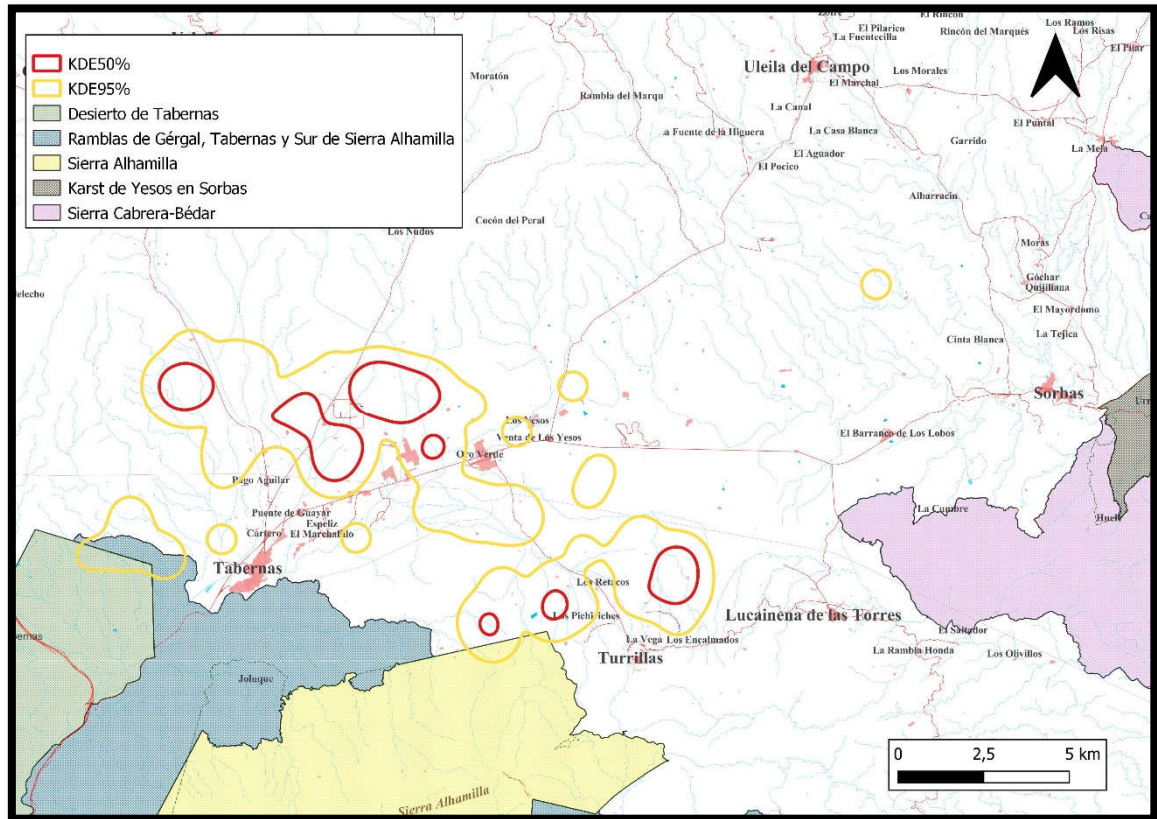 KDE50%
KDE95%
Desierto de Tabernas
Ramblas de Gérgal, Tabernas y Sur de Sierra Alhamilla
Sierra Alhamilla
Karst de Yesos en Sorbas
Sierra Cabrera-Bédar
El Rincón
Los Ramos
El Pilarico
Rincón del Marqués
Los Risas
La Fuentecilla
El Pilar
Uleila del Campo
Los Morales
Moratón
El Marchal
Rambla del Marqu
La Canal
El Puntal
a Fuente de la Higuera
La Casa Blanca
Garrido
La Mela
El Aguador
El Pocico
Albarracín
Cocón del Peral
Los Nudos
Moras
Góchar
Quijiliana
elecho
El Mayordomo
La Tejica
Cinta Blanca
Sorbas
Los Yesos
Venta de Los Yesos
El Barranco de Los Lobos
Oro Verde
Pago Aguilar
La Cumbre
Puente de Guayar
Espeliz
Cártero
El Marchalillo
Tabernas
Los Retacos
Los Pichiriches
Lucainena de las Torres
El Saltador
La Vega
Los Encalmados
La Rambla Honda
Los Olivillos
Turrillas
Joluque
0 2,5 5 km
Sierra Alhamilla